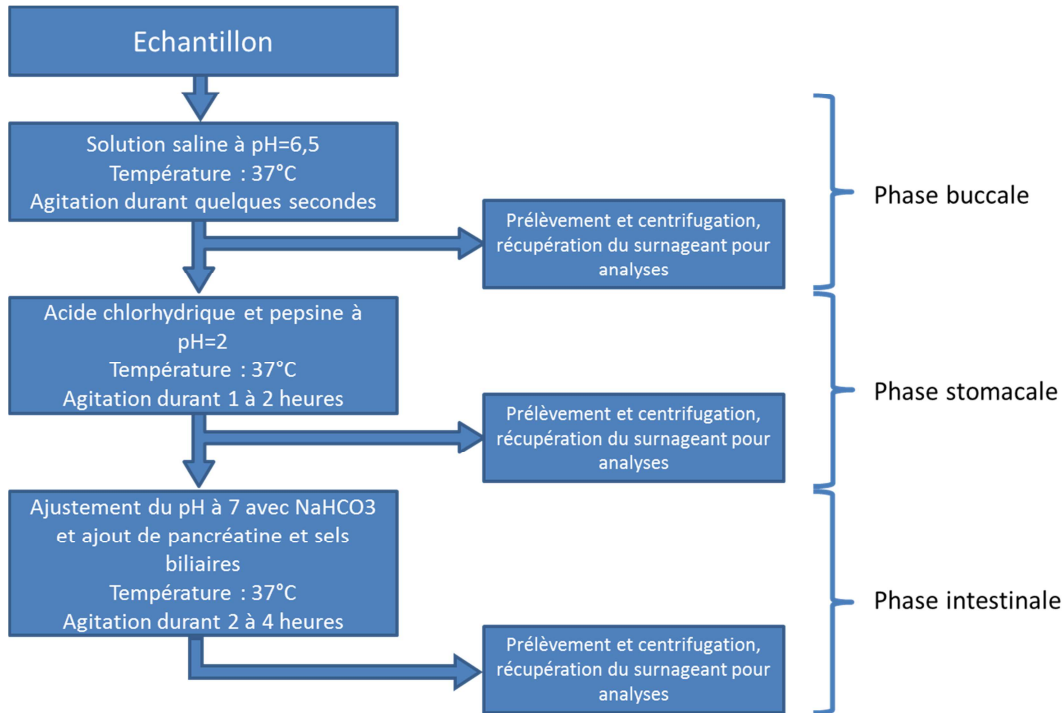 Echantillon
Solution saline à pH=6,5
Température : 37°C
Agitation durant quelques secondes
Prélèvement et centrifugation,
récupération du surnageant pour
analyses
Phase buccale
Acide chlorhydrique et pepsine à
pH=2
Température : 37°C
Agitation durant 1 à 2 heures
Prélèvement et centrifugation,
récupération du surnageant pour
analyses
Phase stomacale
Ajustement du pH à 7 avec NaHCO3
et ajout de pancréatine et sels
biliaires
Température : 37°C
Agitation durant 2 à 4 heures
Prélèvement et centrifugation,
récupération du surnageant pour
analyses
Phase intestinale